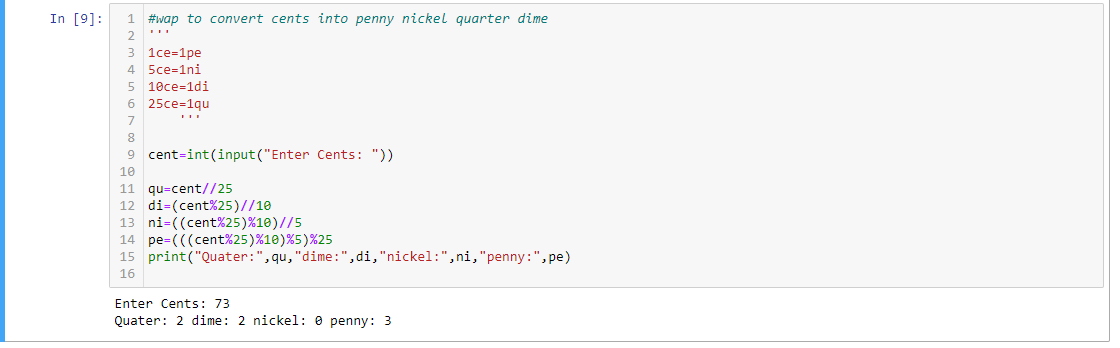 In [9]:
1 #wap to convert cents into penny nickel quarter dime
2 '''
3 1ce=1pe
4 5ce=1ni
5 10ce=1di
6 25ce=1qu
7     '''
8
9 cent=int(input("Enter Cents: "))
10
11 qu=cent//25
12 di=(cent%25)//10
13 ni=((cent%25)%10)//5
14 pe=(((cent%25)%10)%5)%25
15 print("Quater:",qu,"dime:",di,"nickel:",ni,"penny:",pe)
16
Enter Cents: 73
Quater: 2 dime: 2 nickel: 0 penny: 3